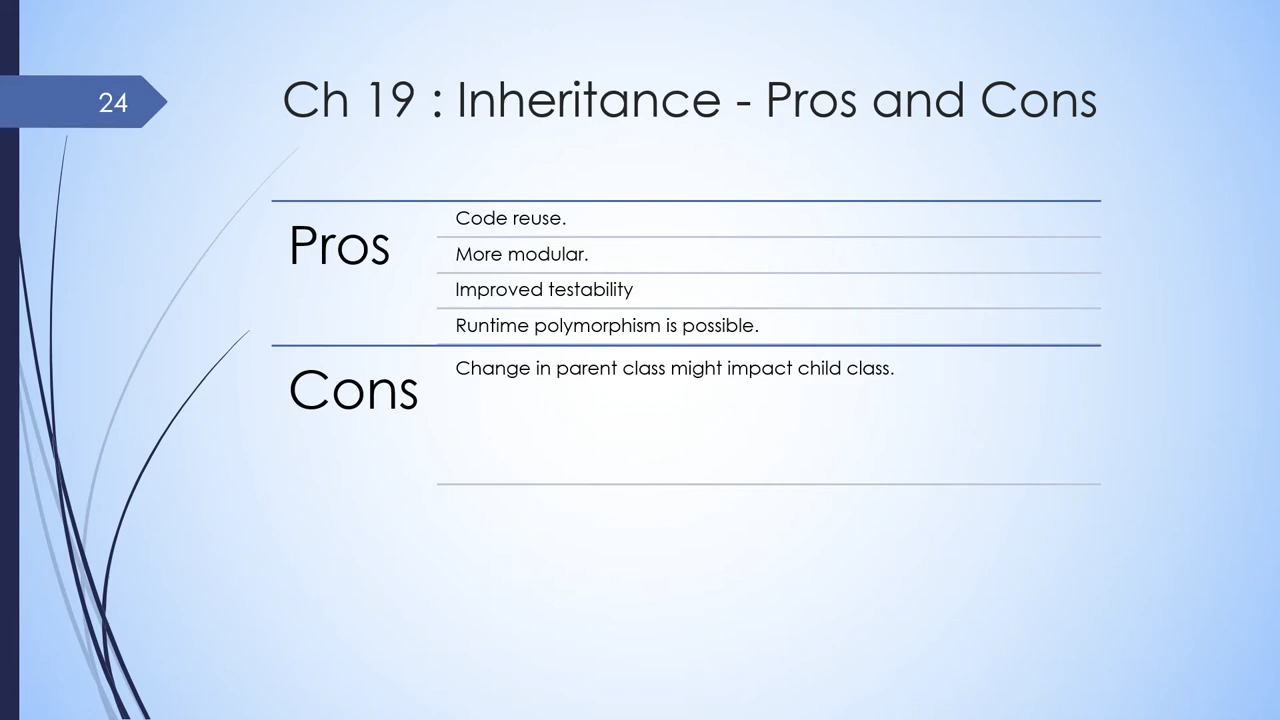 24
Ch 19 : Inheritance - Pros and Cons
Pros
Code reuse.
More modular.
Improved testability
Runtime polymorphism is possible.
Cons
Change in parent class might impact child class.